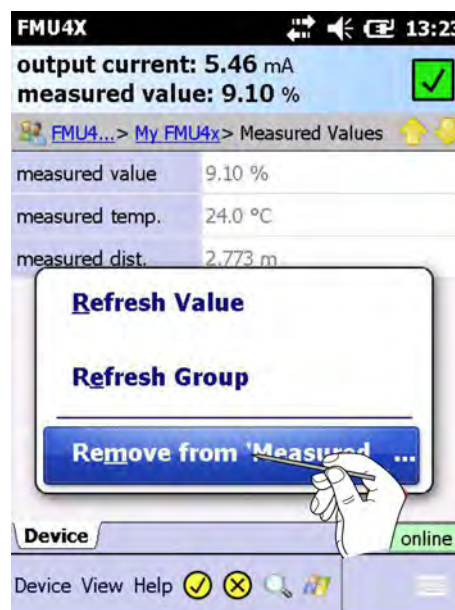 FMU4X 13:23
output current: 5.46 mA
measured value: 9.10 %
FMU4...> My FMU4x> Measured Values
measured value 9.10 %
measured temp. 24.0 °C
measured dist. 2.773 m
Refresh Value
Refresh Group
Remove from 'Measured ...
Device online
Device View Help